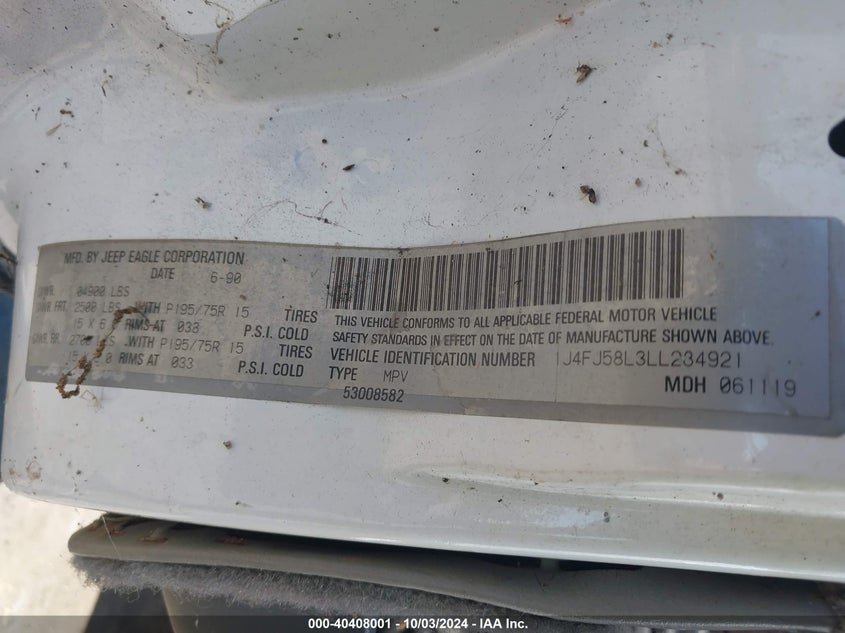 MFD. BY JEEP EAGLE CORPORATION
DATE 6-90
04900 LBS
2500 LBS WITH P195/75R 15 TIRES
15 X 6 RIMS AT 033 P.S.I. COLD
WITH P195/75R 15 TIRES
RIMS AT 033 P.S.I. COLD
THIS VEHICLE CONFORMS TO ALL APPLICABLE FEDERAL MOTOR VEHICLE
SAFETY STANDARDS IN EFFECT ON THE DATE OF MANUFACTURE SHOWN ABOVE.
VEHICLE IDENTIFICATION NUMBER 1J4FJ58L3LL234921
TYPE MPV
MDH 061119
53008582
000-40408001 - 10/03/2024 - IAA Inc.